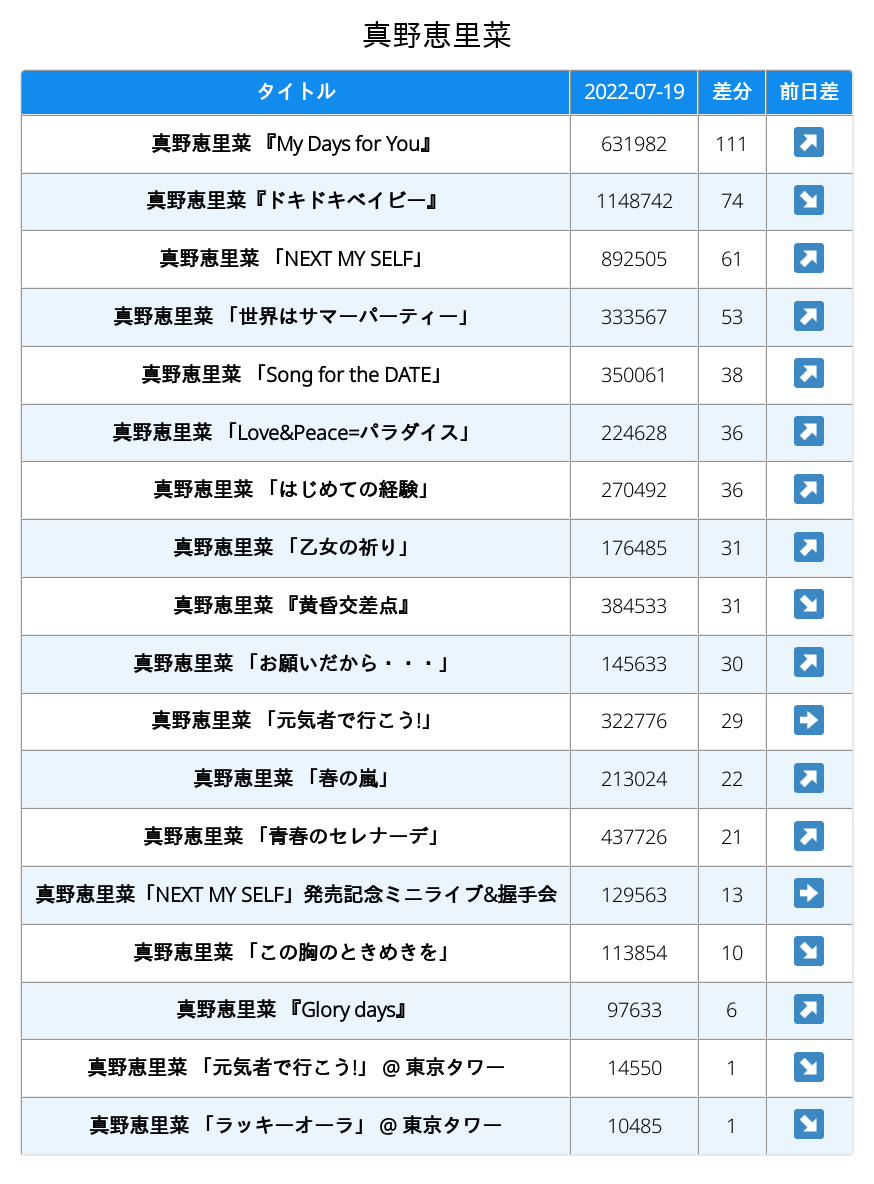 真野恵里菜
タイトル 2022-07-19 差分 前日差
真野恵里菜 『My Days for You』 631982 111
真野恵里菜『ドキドキベイビー』 1148742 74
真野恵里菜 「NEXT MY SELF」 892505 61
真野恵里菜 「世界はサマーパーティー」 333567 53
真野恵里菜 「Song for the DATE」 350061 38
真野恵里菜 「Love&Peace=パラダイス」 224628 36
真野恵里菜 「はじめての経験」 270492 36
真野恵里菜 「乙女の祈り」 176485 31
真野恵里菜 『黄昏交差点』 384533 31
真野恵里菜 「お願いだから・・・」 145633 30
真野恵里菜 「元気者で行こう!」 322776 29
真野恵里菜 「春の嵐」 213024 22
真野恵里菜 「青春のセレナーデ」 437726 21
真野恵里菜「NEXT MY SELF」発売記念ミニライブ&握手会 129563 13
真野恵里菜 「この胸のときめきを」 113854 10
真野恵里菜 『Glory days』 97633 6
真野恵里菜 「元気者で行こう!」 @ 東京タワー 14550 1
真野恵里菜 「ラッキーオーラ」 @ 東京タワー 10485 1